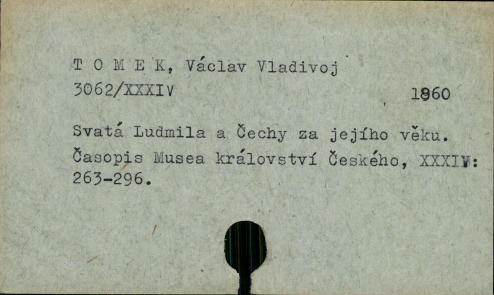 T O M E K, Václav Vladivoj
3062/XXXIV 1860
Svatá Ludmila a Čechy za jejího věku.
Časopis Musea království Českého, XXXIV:
263-296.